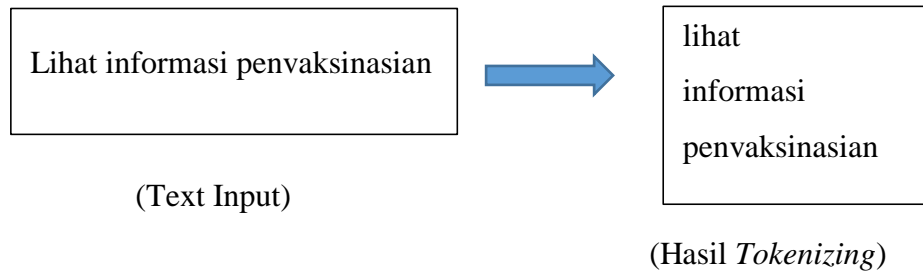 Lihat informasi penvaksinasian
(Text Input)
lihat
informasi
penvaksinasian
(Hasil Tokenizing)